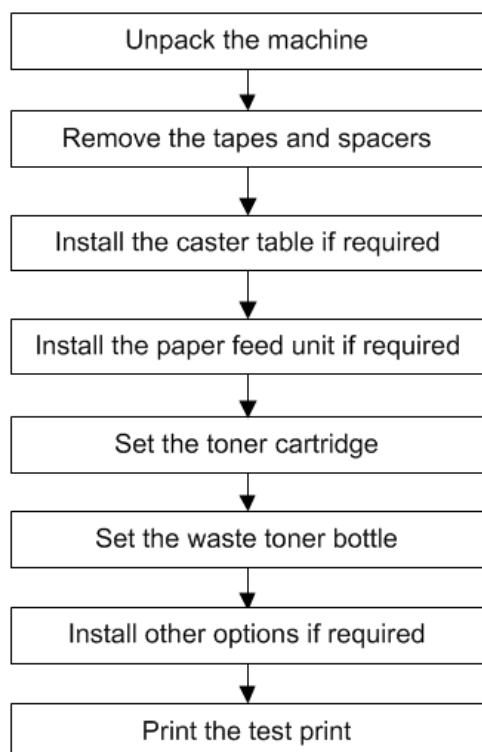 Unpack the machine
Remove the tapes and spacers
Install the caster table if required
Install the paper feed unit if required
Set the toner cartridge
Set the waste toner bottle
Install other options if required
Print the test print